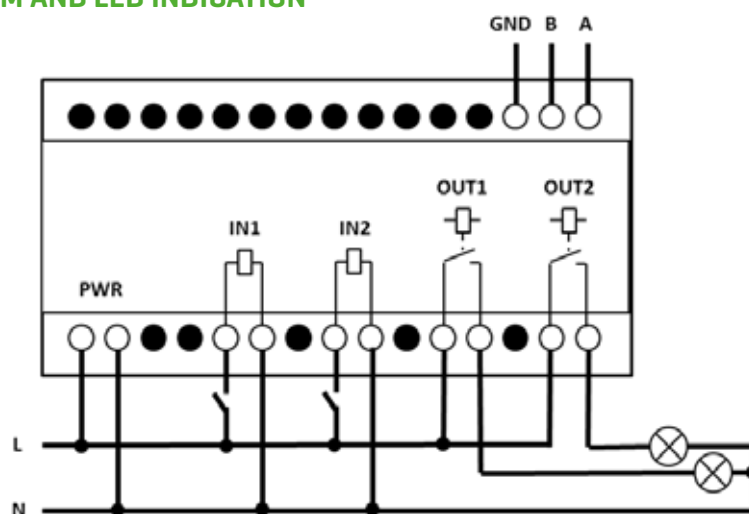 M AND LED INDICATION
GND B A
OUT1 OUT2
IN1 IN2
PWR
L
N